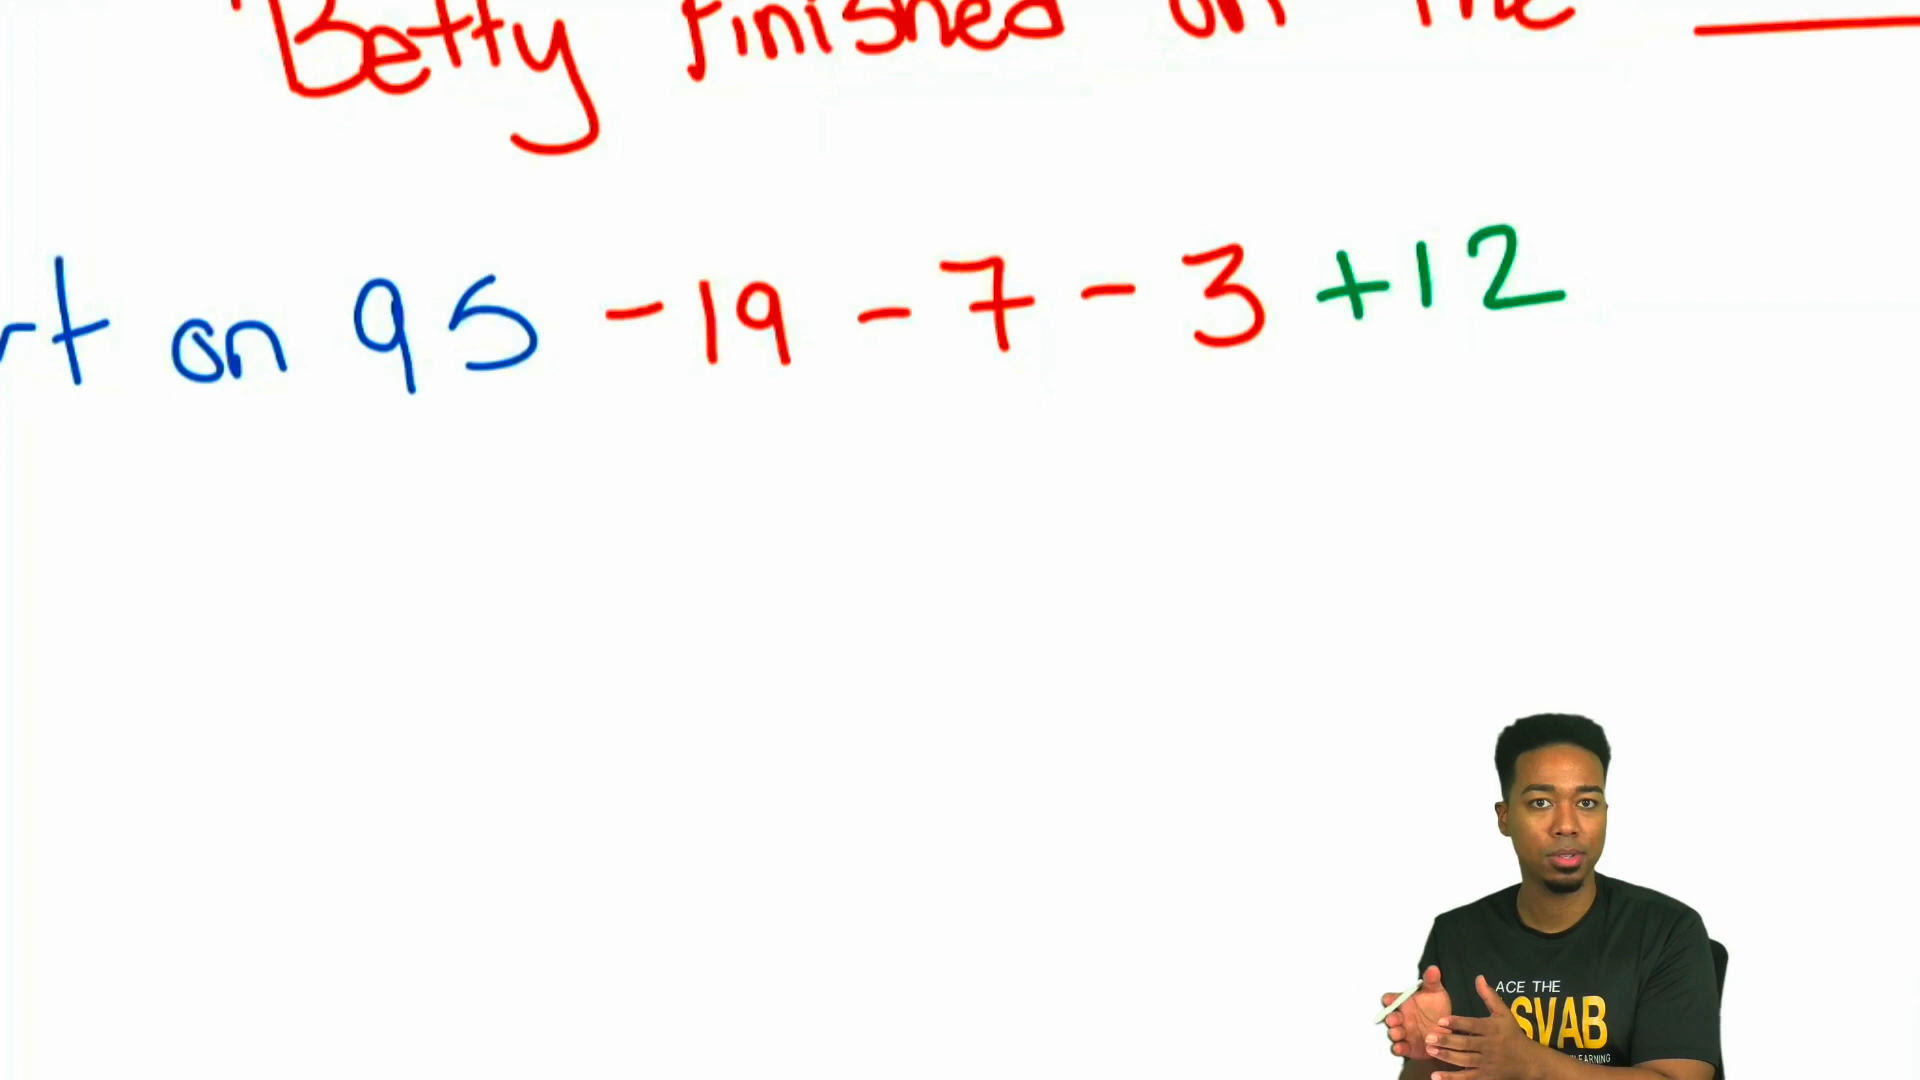 Betty finished on the
rt on 95 - 19 - 7 - 3 + 12
ACE THE
SVAB